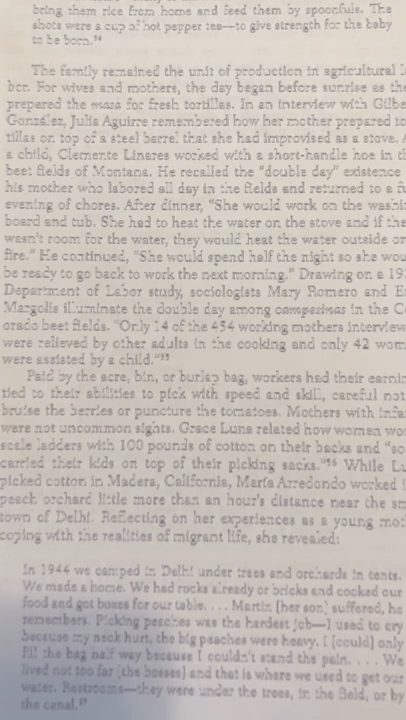 bring them rice from home and feed them by spoonfuls. The
shots were a cup of hot pepper tea—to give strength for the baby
to be born."⁵⁴
The family remained the unit of production in agricultural
bor. For wives and mothers, the day began before sunrise as
prepared the masa for fresh tortillas. In an interview with
González, Julia Aguirre remembered how her mother prepared
tillas on top of a steel barrel that she had improvised as a stove.
a child, Clemente Linares worked with a short-handle hoe in
beet fields of Montana. He recalled the "double day" existence
his mother who labored all day in the fields and returned to a
evening of chores. After dinner, "She would work on the
board and tub. She had to heat the water on the stove and if
wasn't room for the water, they would heat the water outside
fire." He continued, "She would spend half the night so she
be ready to go back to work the next morning." Drawing on a
Department of Labor study, sociologists Mary Romero and
Margolis illuminate the double day among campesinas in the
orado beet fields. "Only 14 of the 454 working mothers
were relieved by other adults in the cooking and only 42
were assisted by a child."⁵⁵
Paid by the acre, bin, or burlap bag, workers had their
tied to their abilities to pick with speed and skill, careful not
bruise the berries or puncture the tomatoes. Mothers with
were not uncommon sights. Grace Luna related how women
scale ladders with 100 pounds of cotton on their backs and
carried their kids on top of their picking sacks."⁵⁶ While
picked cotton in Madera, California, María Arredondo worked
peach orchard little more than an hour's distance near the
town of Delhi. Reflecting on her experiences as a young
coping with the realities of migrant life, she revealed:
In 1944 we camped in Delhi under trees and orchards in tents.
We made a home. We had rocks already or bricks and cooked our
food and got boxes for our table. . . . Martin [her son] suffered, he
remembers. Picking peaches was the hardest job—I used to cry
because my neck hurt, the big peaches were heavy. I [could] only
fill the bag half way because I couldn't stand the pain. . . . We
lived not too far [the bosses] and that is where we used to get our
water. Restrooms—they were under the trees, in the field, or by
the canal.⁵⁷